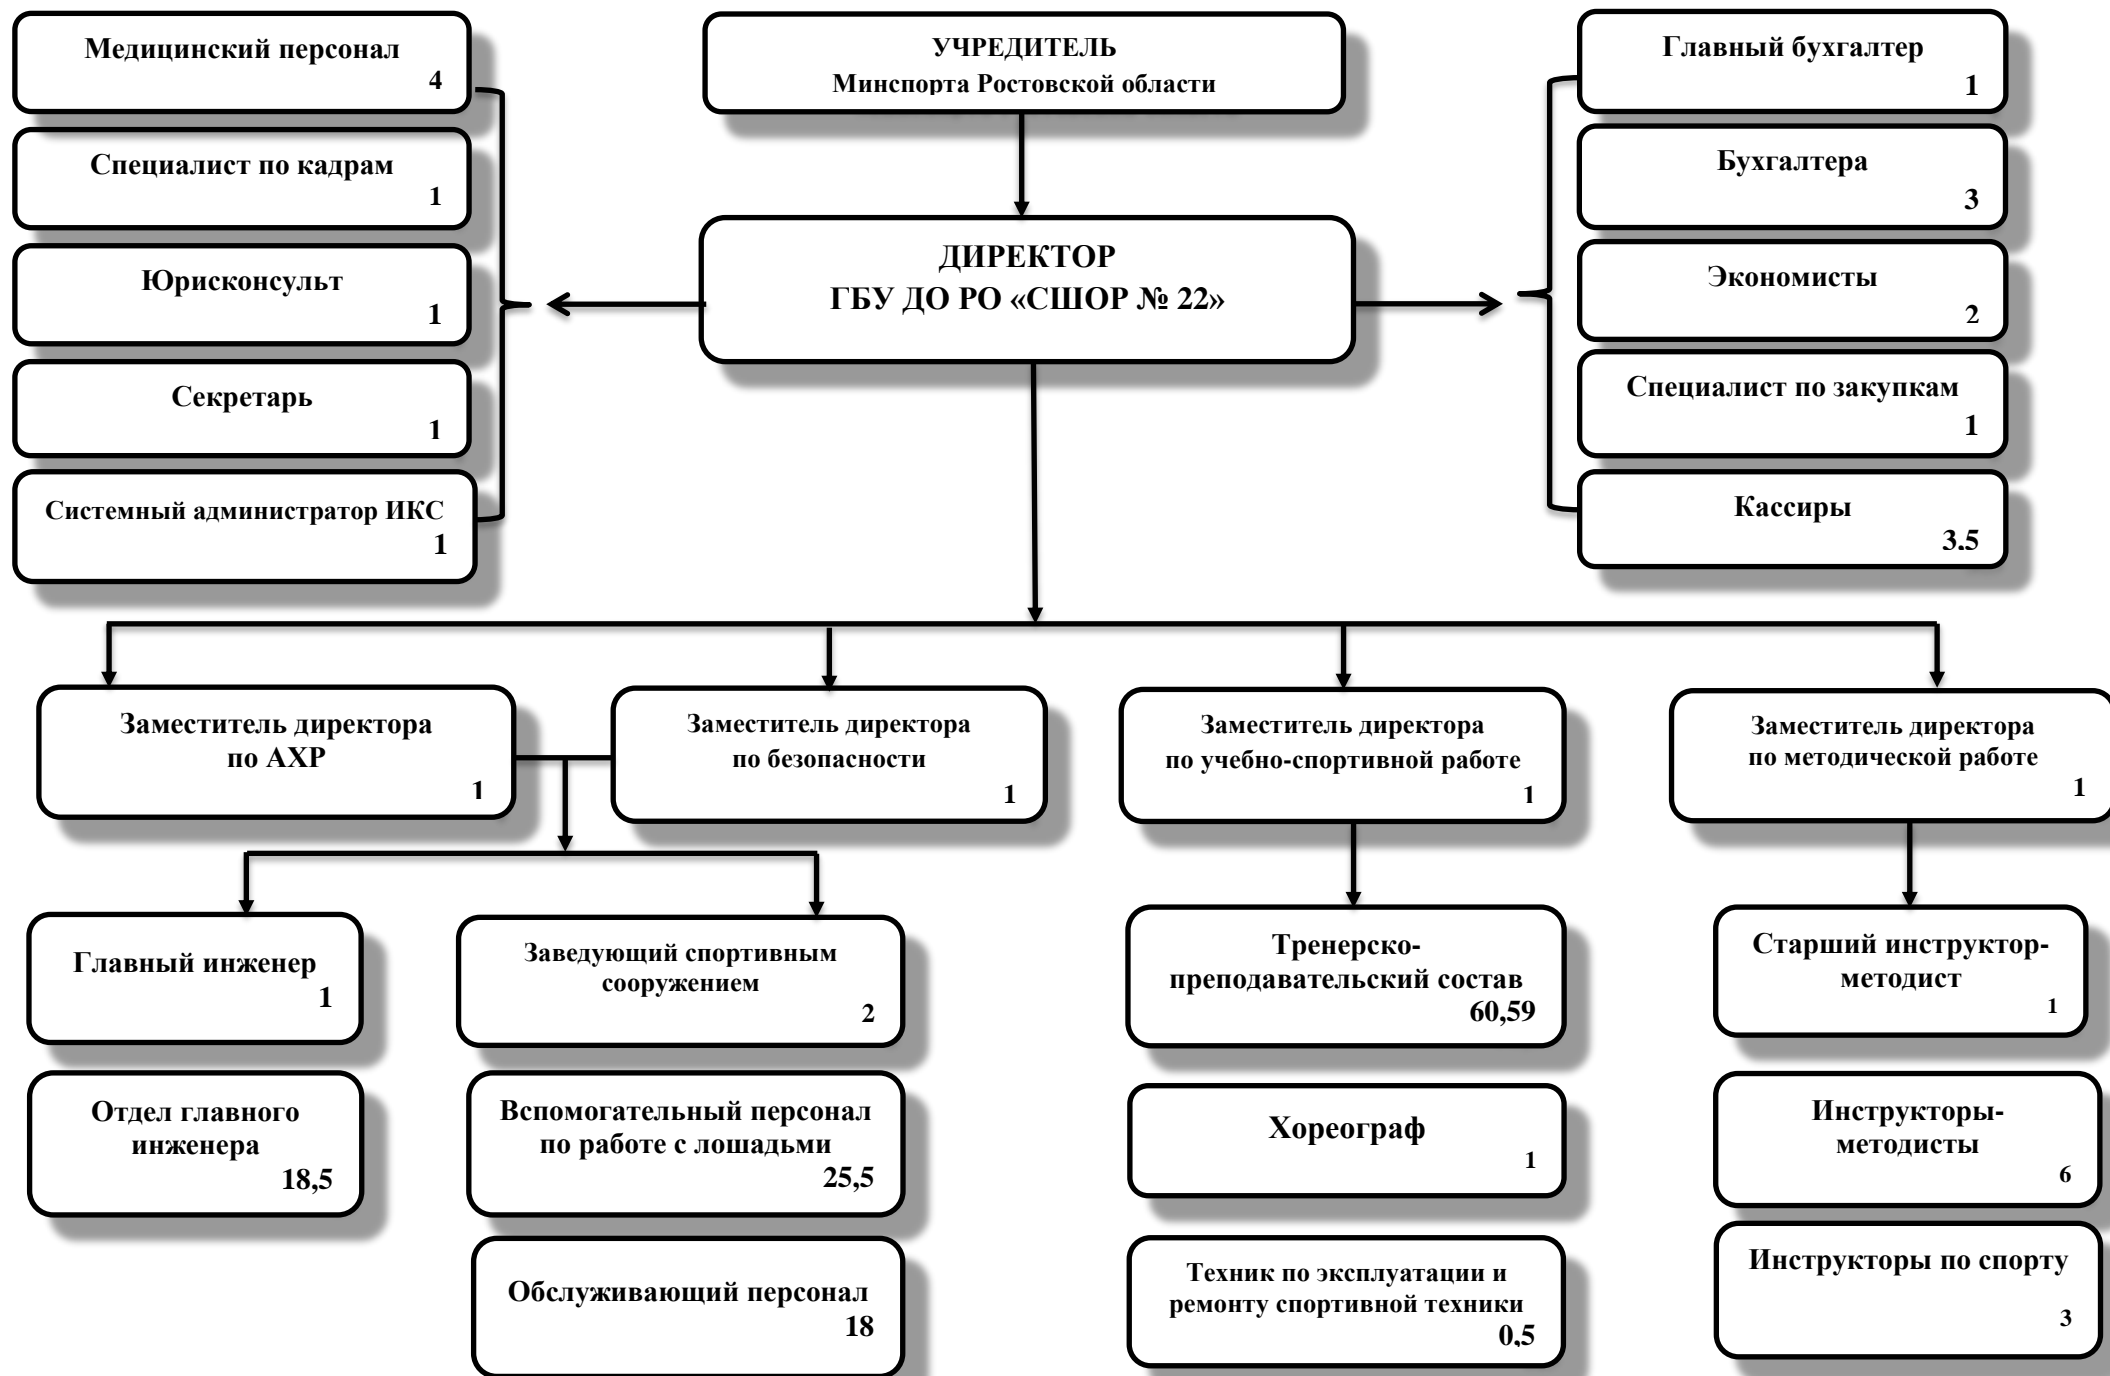 Медицинский персонал
4
Специалист по кадрам
1
Юрисконсульт
1
Секретарь
1
Системный администратор ИКС
1
УЧРЕДИТЕЛЬ
Минспорта Ростовской области
ДИРЕКТОР
ГБУ ДО РО «СШОР № 22»
Главный бухгалтер
1
Бухгалтера
3
Экономисты
2
Специалист по закупкам
1
Кассиры
3,5
Заместитель директора
по АХР
1
Заместитель директора
по безопасности
1
Заместитель директора
по учебно-спортивной работе
1
Заместитель директора
по методической работе
1
Главный инженер
1
Отдел главного
инженера
18,5
Заведующий спортивным
сооружением
2
Вспомогательный персонал
по работе с лошадьми
25,5
Обслуживающий персонал
18
Тренерско-
преподавательский состав
60,59
Хореограф
1
Техник по эксплуатации и
ремонту спортивной техники
0,5
Старший инструктор-
методист
1
Инструкторы-
методисты
6
Инструкторы по спорту
3